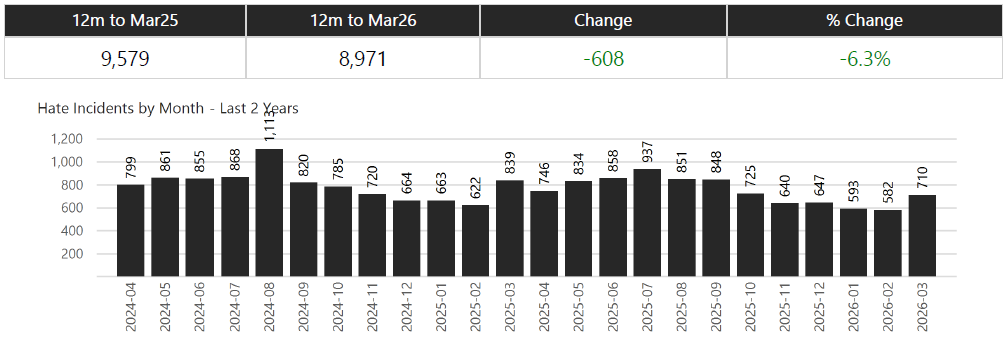 12m to Mar25 12m to Mar26 Change % Change
9,579 8,971 -608 -6.3%
Hate Incidents by Month - Last 2 Years
1,200
1,000
800
600
400
200
799 861 855 868 1,113 820 785 720 664 663 622 839 746 834 858 937 851 848 725 640 647 593 582 710
2024-04 2024-05 2024-06 2024-07 2024-08 2024-09 2024-10 2024-11 2024-12 2025-01 2025-02 2025-03 2025-04 2025-05 2025-06 2025-07 2025-08 2025-09 2025-10 2025-11 2025-12 2026-01 2026-02 2026-03